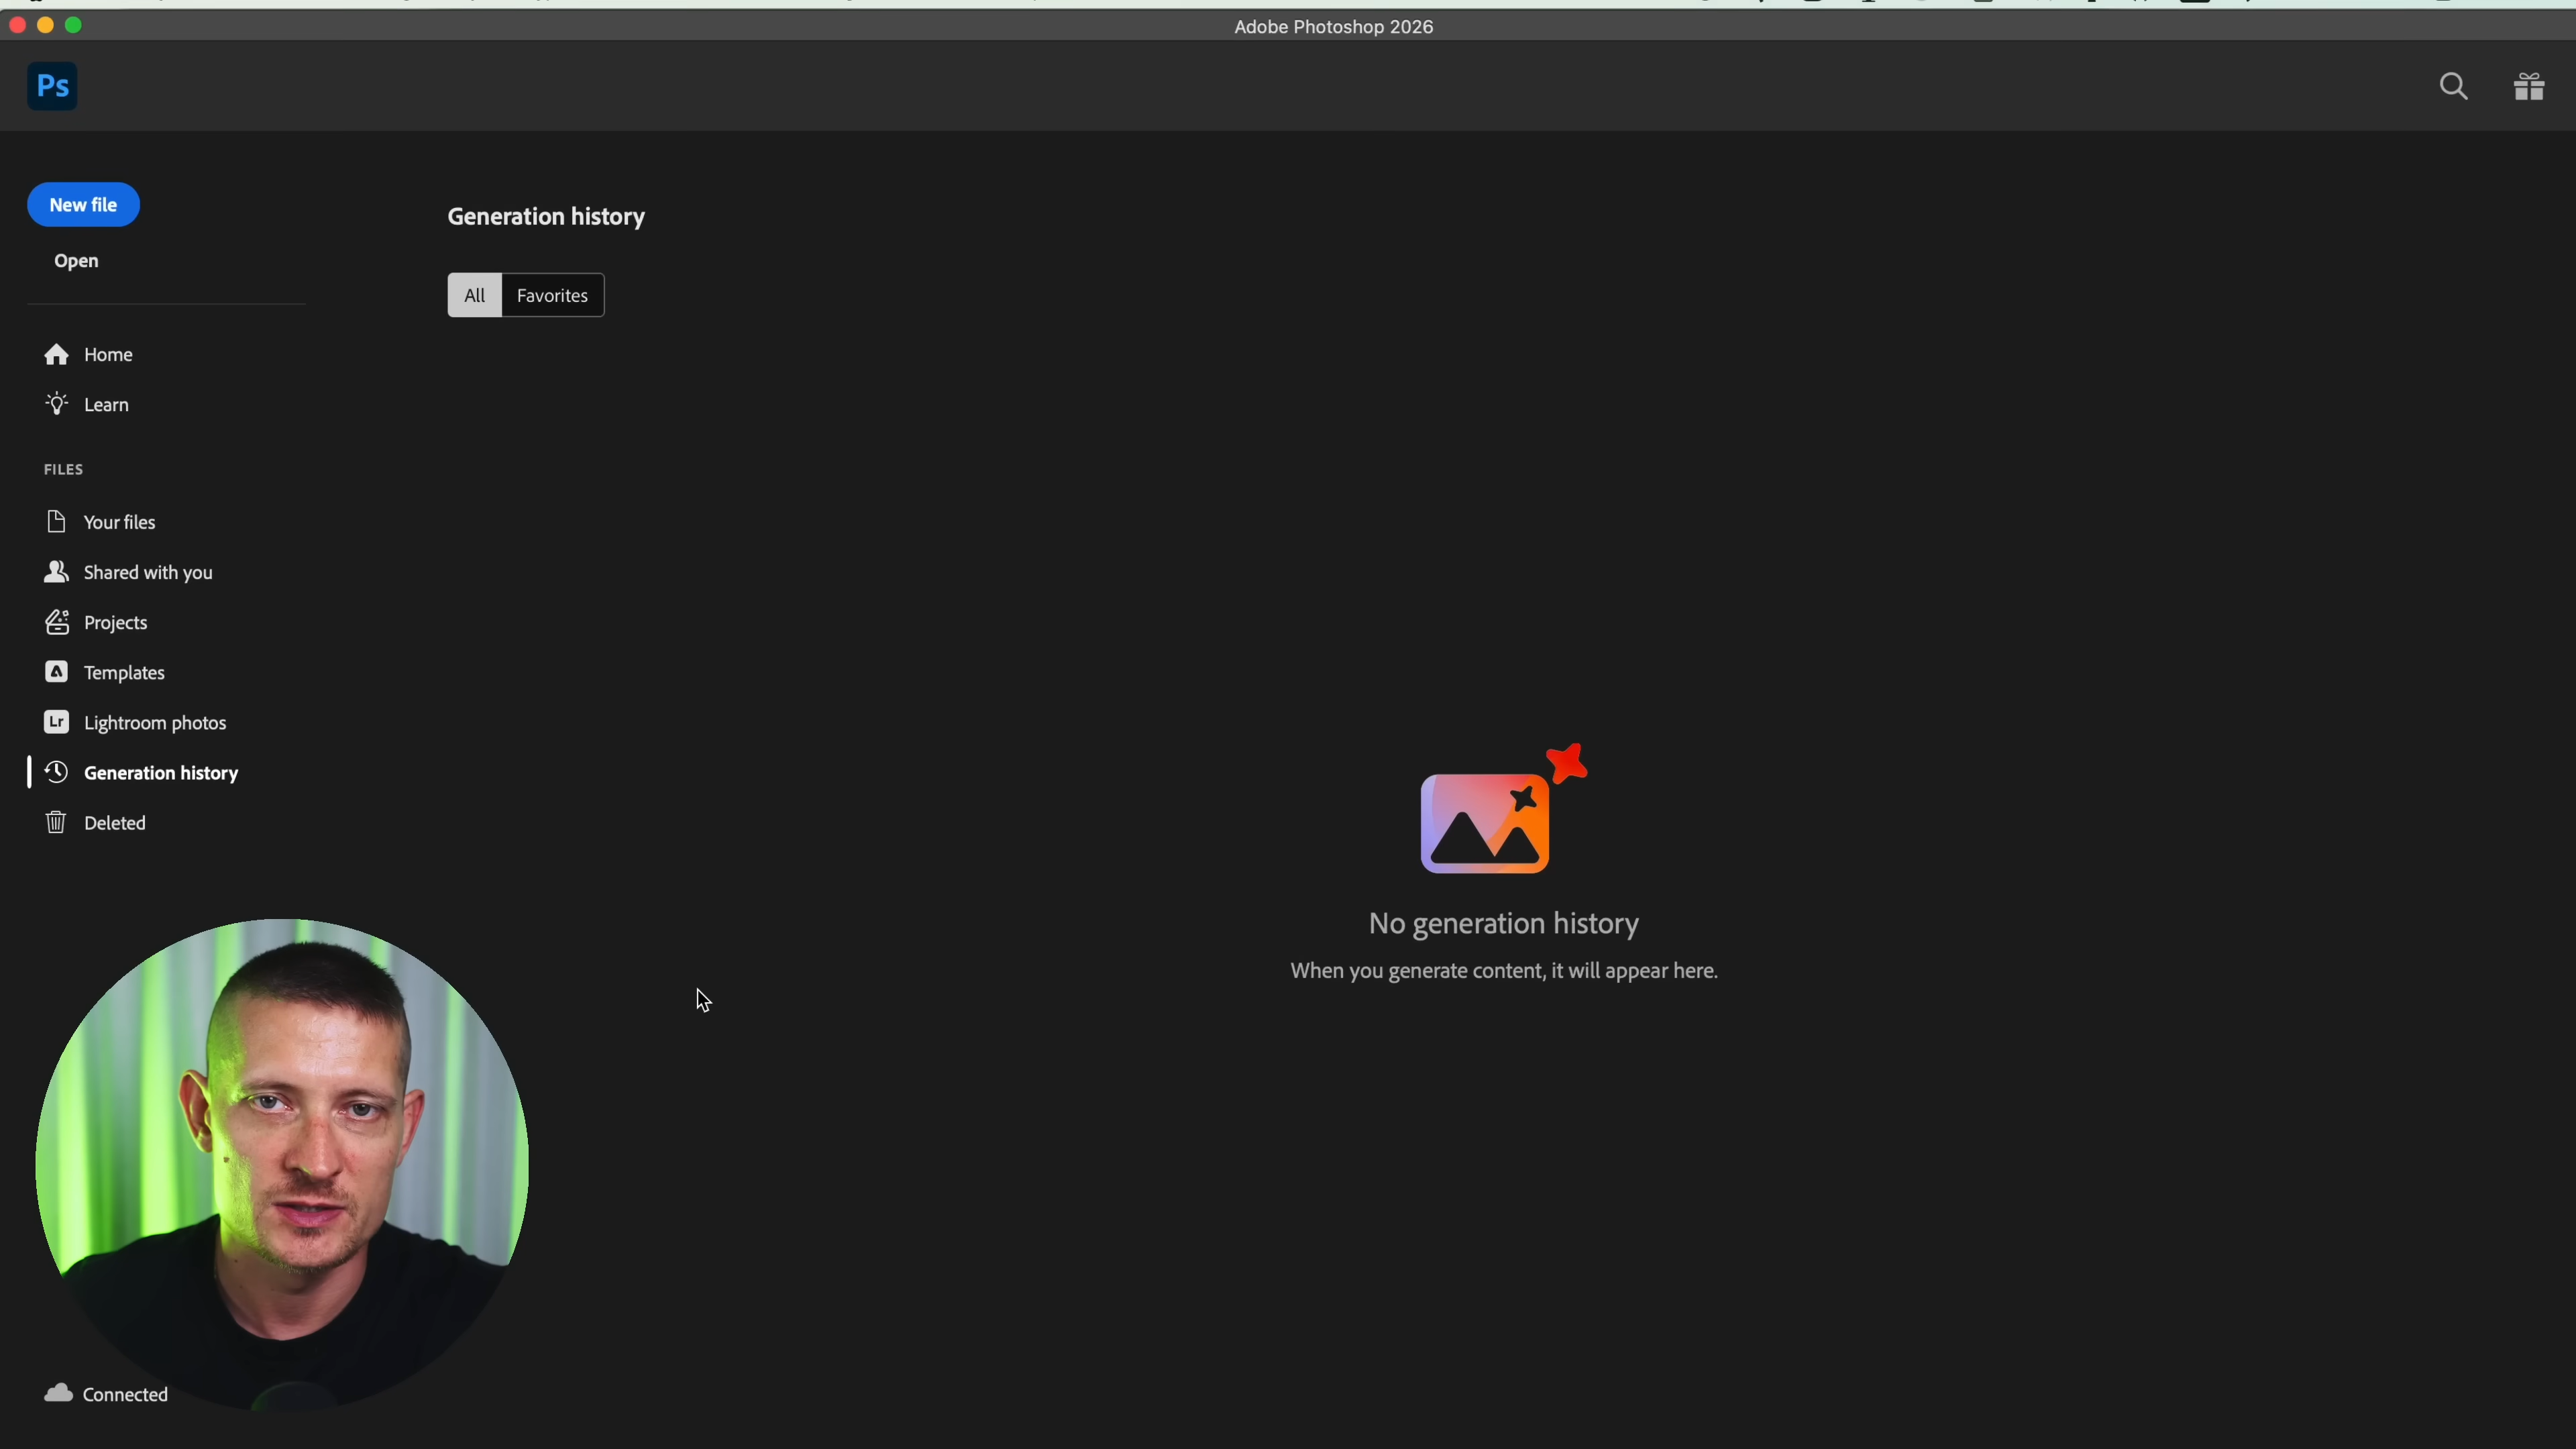 Adobe Photoshop 2026
Ps
New file
Open
Home
Learn
FILES
Your files
Shared with you
Projects
Templates
Lr Lightroom photos
Generation history
Deleted
Connected
Generation history
All Favorites
No generation history
When you generate content, it will appear here.